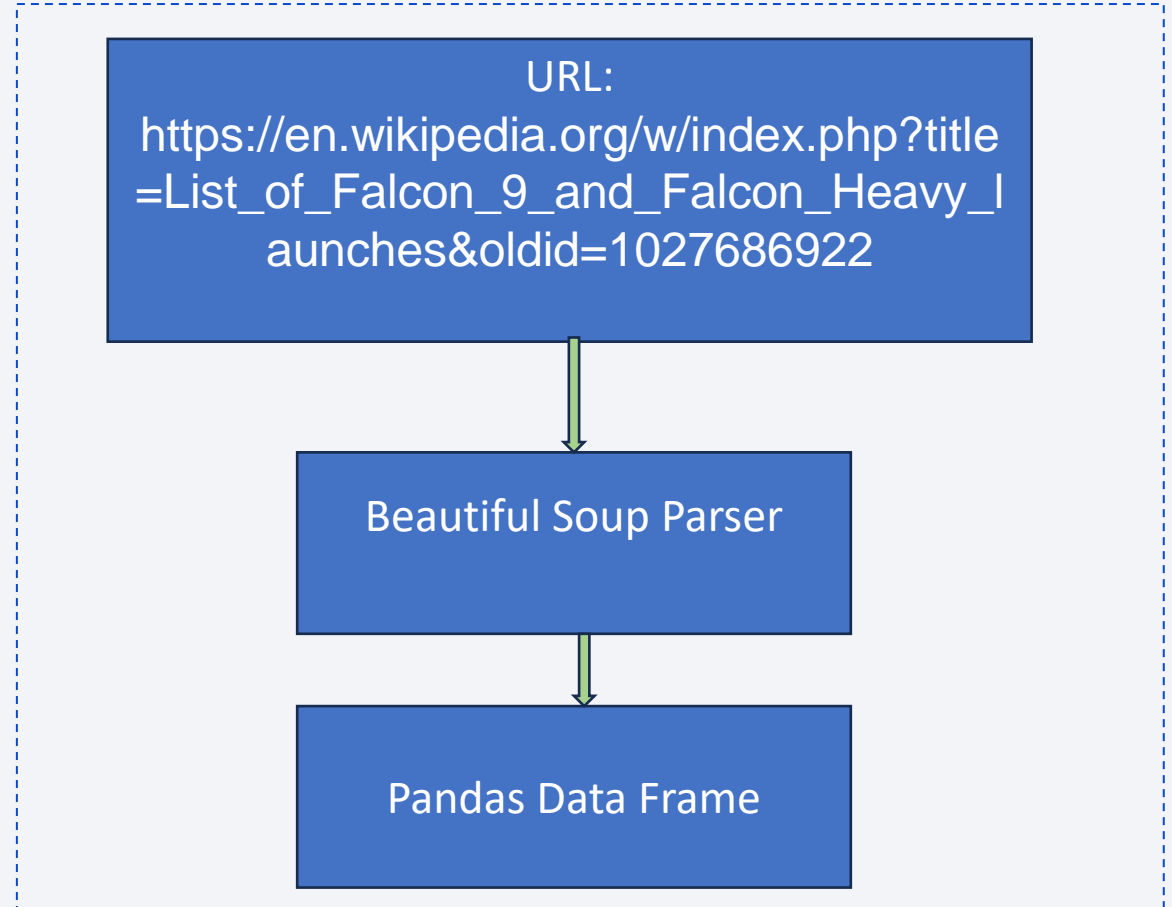 URL:
https://en.wikipedia.org/w/index.php?title
=List_of_Falcon_9_and_Falcon_Heavy_l
aunches&oldid=1027686922
Beautiful Soup Parser
Pandas Data Frame